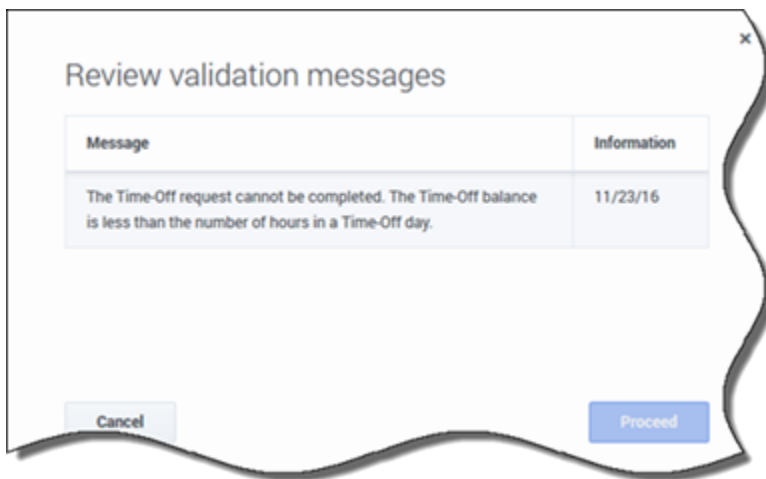 ×
Review validation messages
Message
Information
The Time-Off request cannot be completed. The Time-Off balance
is less than the number of hours in a Time-Off day.
11/23/16
Cancel
Proceed